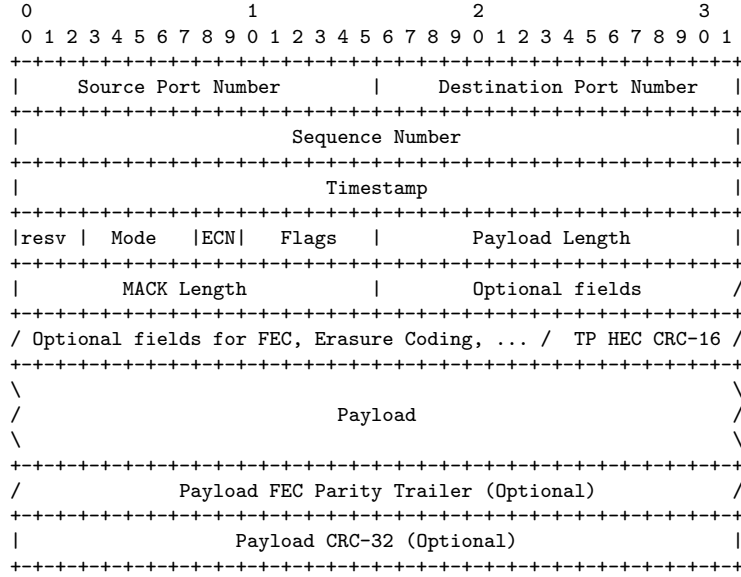 0                   1                   2                   3
0 1 2 3 4 5 6 7 8 9 0 1 2 3 4 5 6 7 8 9 0 1 2 3 4 5 6 7 8 9 0 1
+-+-+-+-+-+-+-+-+-+-+-+-+-+-+-+-+-+-+-+-+-+-+-+-+-+-+-+-+-+-+-+-+
|     Source Port Number        |     Destination Port Number   |
+-+-+-+-+-+-+-+-+-+-+-+-+-+-+-+-+-+-+-+-+-+-+-+-+-+-+-+-+-+-+-+-+
|                        Sequence Number                        |
+-+-+-+-+-+-+-+-+-+-+-+-+-+-+-+-+-+-+-+-+-+-+-+-+-+-+-+-+-+-+-+-+
|                           Timestamp                           |
+-+-+-+-+-+-+-+-+-+-+-+-+-+-+-+-+-+-+-+-+-+-+-+-+-+-+-+-+-+-+-+-+
|resv |  Mode   |ECN|   Flags   |        Payload Length         |
+-+-+-+-+-+-+-+-+-+-+-+-+-+-+-+-+-+-+-+-+-+-+-+-+-+-+-+-+-+-+-+-+
|         MACK Length           |        Optional fields        /
+-+-+-+-+-+-+-+-+-+-+-+-+-+-+-+-+-+-+-+-+-+-+-+-+-+-+-+-+-+-+-+-+
/ Optional fields for FEC, Erasure Coding, ... /  TP HEC CRC-16 /
+-+-+-+-+-+-+-+-+-+-+-+-+-+-+-+-+-+-+-+-+-+-+-+-+-+-+-+-+-+-+-+-+
\                                                               \
/                            Payload                            /
\                                                               \
+-+-+-+-+-+-+-+-+-+-+-+-+-+-+-+-+-+-+-+-+-+-+-+-+-+-+-+-+-+-+-+-+
/              Payload FEC Parity Trailer (Optional)            /
+-+-+-+-+-+-+-+-+-+-+-+-+-+-+-+-+-+-+-+-+-+-+-+-+-+-+-+-+-+-+-+-+
|                   Payload CRC-32 (Optional)                   |
+-+-+-+-+-+-+-+-+-+-+-+-+-+-+-+-+-+-+-+-+-+-+-+-+-+-+-+-+-+-+-+-+